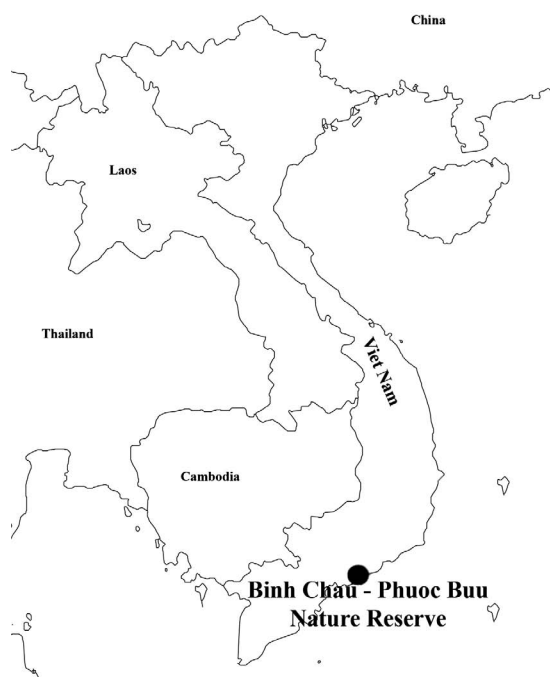 China
Laos
Thailand
Viet Nam
Cambodia
Binh Chau - Phuoc Buu
Nature Reserve